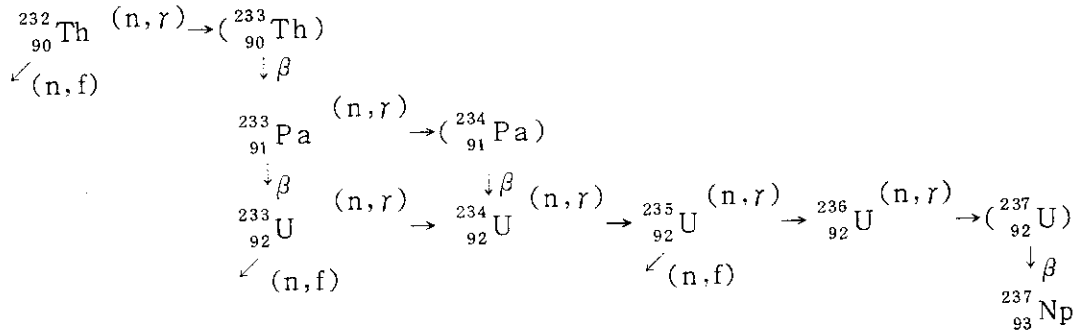 ²³²₉₀Th (n,γ) →(²³³₉₀Th)
↙(n,f) ↓β
²³³₉₁Pa (n,γ) →(²³⁴₉₁Pa)
↓β ↓β
²³³₉₂U (n,γ) → ²³⁴₉₂U (n,γ) → ²³⁵₉₂U (n,γ) → ²³⁶₉₂U (n,γ) →(²³⁷₉₂U)
↙(n,f) ↙(n,f) ↓β
²³⁷₉₃Np